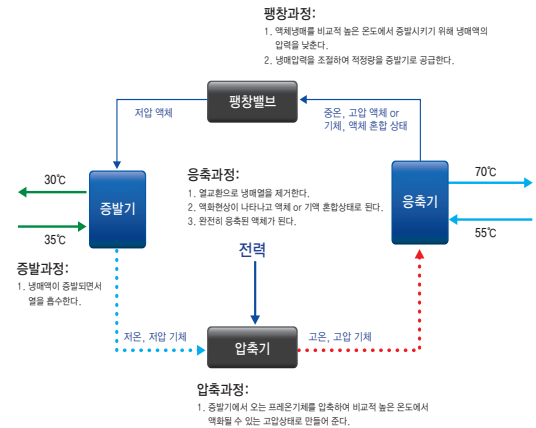 팽창과정:
1. 액체냉매를 비교적 높은 온도에서 증발시키기 위해 냉매액의
압력을 낮춘다.
2. 냉매압력을 조절하여 적정량을 증발기로 공급한다.
팽창밸브
저압 액체
중온, 고압 액체 or
기체, 액체 혼합 상태
응축과정:
1. 열교환으로 냉매열을 제거한다.
2. 액화현상이 나타나고 액체 or 기액 혼합상태로 된다.
3. 완전히 응축된 액체가 된다.
30℃
증발기
35℃
70℃
응축기
55℃
전력
증발과정:
1. 냉매액이 증발되면서
열을 흡수한다.
저온, 저압 기체
압축기
고온, 고압 기체
압축과정:
1. 증발기에서 오는 프레온기체를 압축하여 비교적 높은 온도에서
액화될 수 있는 고압상태로 만들어 준다.